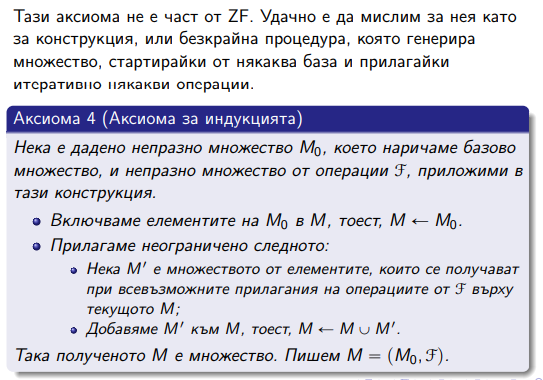 Тази аксиома не е част от ZF. Удачно е да мислим за нея като
за конструкция, или безкрайна процедура, която генерира
множество, стартирайки от някаква база и прилагайки
итеративно някакви операции.
Аксиома 4 (Аксиома за индукцията)
Нека е дадено непразно множество M₀, което наричаме базово
множество, и непразно множество от операции ℱ, приложими в
тази конструкция.
• Включваме елементите на M₀ в M, тоест, M ← M₀.
• Прилагаме неограничено следното:
• Нека M′ е множеството от елементите, които се получават
при всевъзможните прилагания на операциите от ℱ върху
текущото M;
• Добавяме M′ към M, тоест, M ← M ∪ M′.
Така полученото M е множество. Пишем M = (M₀, ℱ).